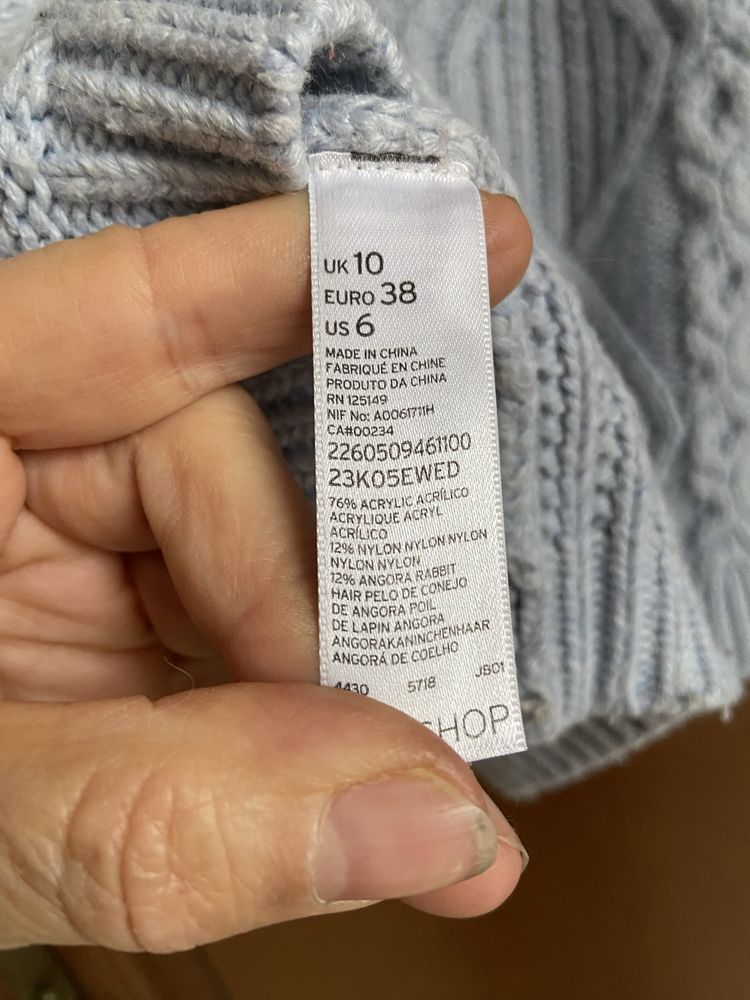 UK 10
EURO 38
US 6
MADE IN CHINA
FABRIQUÉ EN CHINE
PRODUTO DA CHINA
RN 125149
NIF No: A0061711H
CA#00234
2260509461100
23K05EWED
76% ACRYLIC ACRÍLICO
ACRYLIQUE ACRYL
ACRÍLICO
12% NYLON NYLON NYLON
NYLON NYLON
12% ANGORA RABBIT
HAIR PELO DE CONEJO
DE ANGORA POIL
DE LAPIN ANGORA
ANGORAKANINCHENHAAR
ANGORÁ DE COELHO
4430 5718 JB01